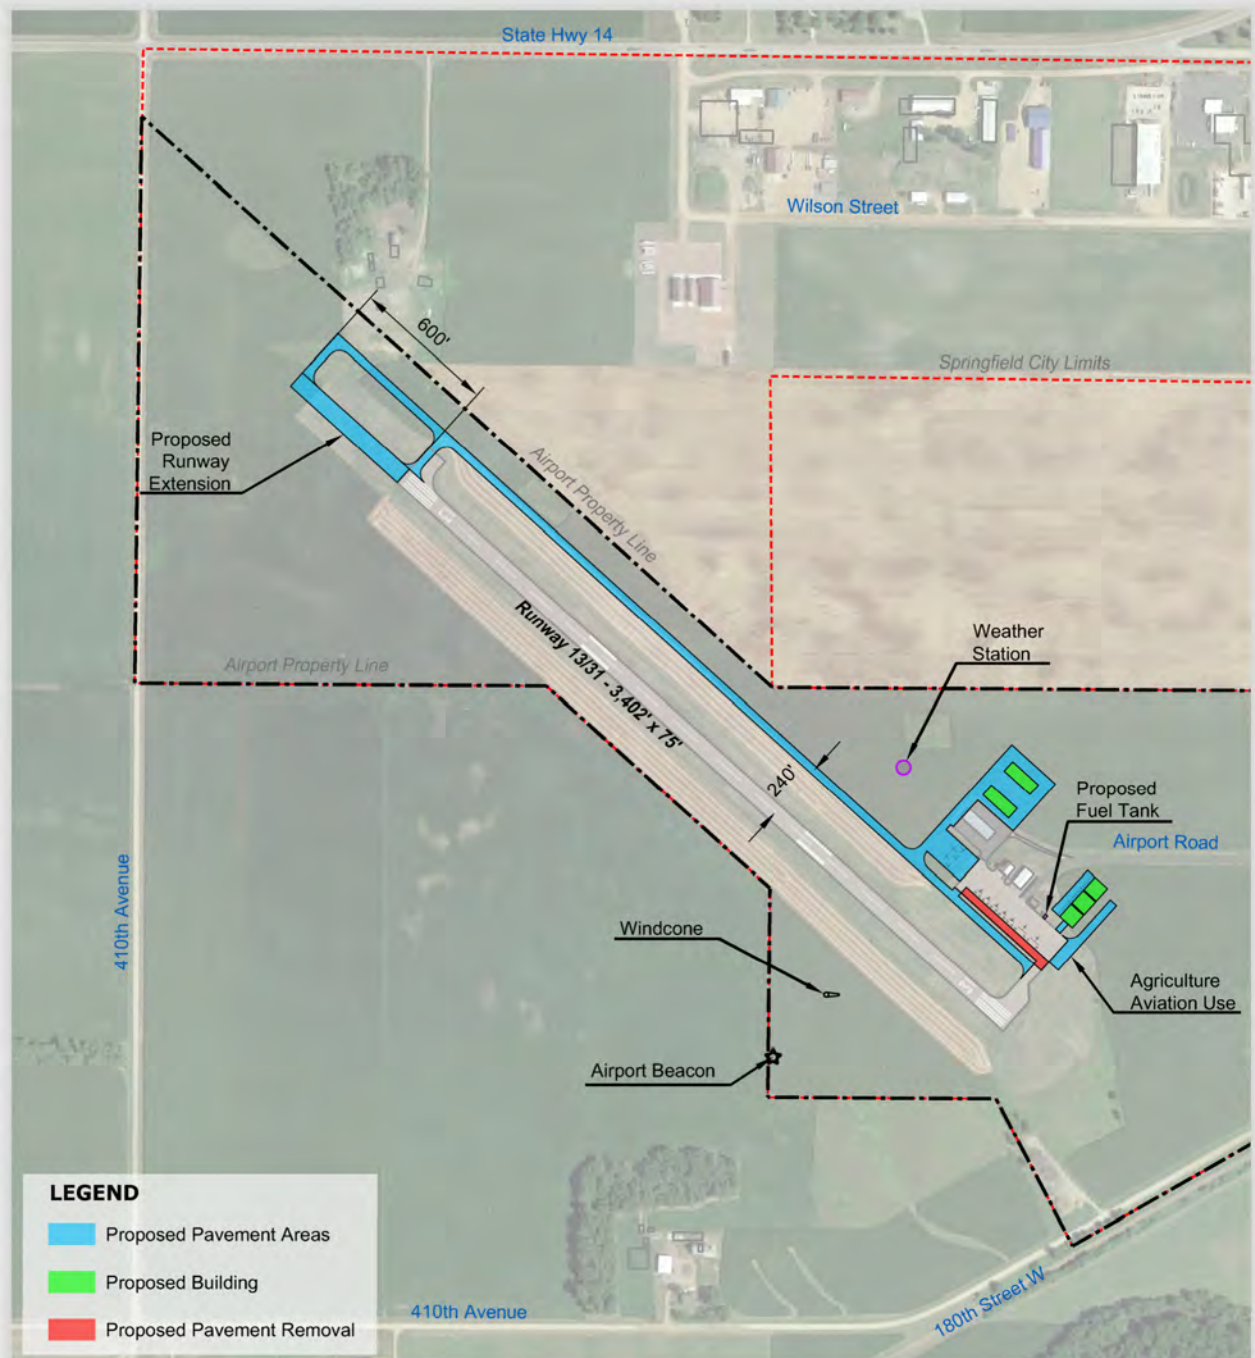 State Hwy 14
Wilson Street
600'
Springfield City Limits
Proposed
Runway
Extension
Airport Property Line
Runway 13/31 - 3,402' x 75'
Weather
Station
Airport Property Line
240'
Proposed
Fuel Tank
Airport Road
410th Avenue
Windcone
Agriculture
Aviation Use
Airport Beacon
LEGEND
Proposed Pavement Areas
Proposed Building
Proposed Pavement Removal
410th Avenue
180th Street W